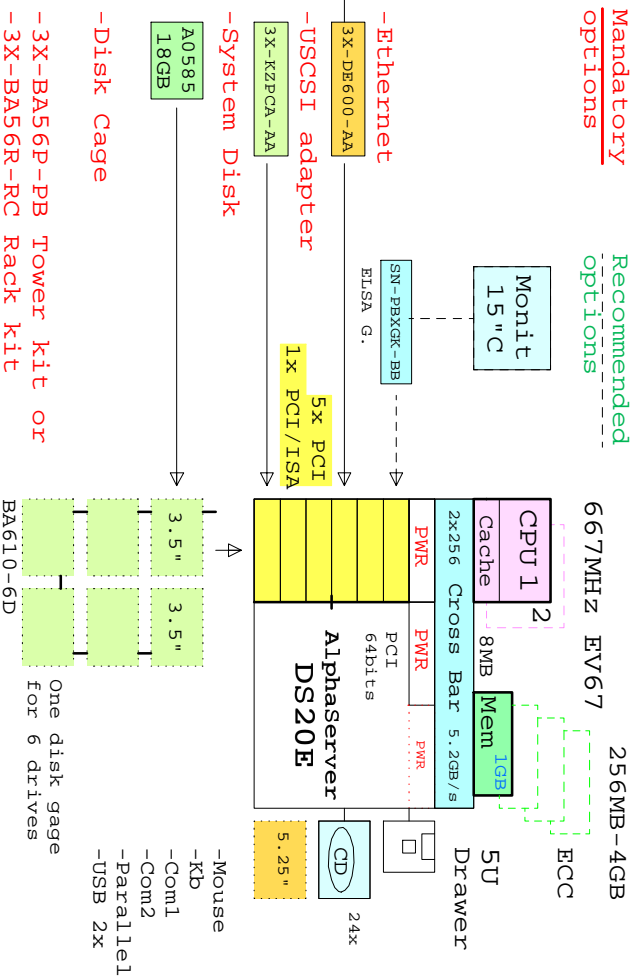 Mandatory
options
Recommended
options
667MHz EV67
256MB-4GB
ECC
-Ethernet
3X-DE600-AA
-USCSI adapter
3X-KZPCA-AA
-System Disk
A0585
18GB
-Disk Cage
-3X-BA56P-PB Tower kit or
-3X-BA56R-RC Rack kit
Monit
15"C
SN-PBXGK-BB
ELSA G.
5x PCI
1x PCI/ISA
CPU 1
2
Cache
8MB
Mem
1GB
2x256 Cross Bar 5.2GB/s
PWR
PWR
PWR
PCI
64bits
AlphaServer
DS20E
5U
Drawer
CD
24x
5.25"
3.5"
3.5"
BA610-6D
One disk gage
for 6 drives
-Mouse
-Kb
-Com1
-Com2
-Parallel
-USB 2x